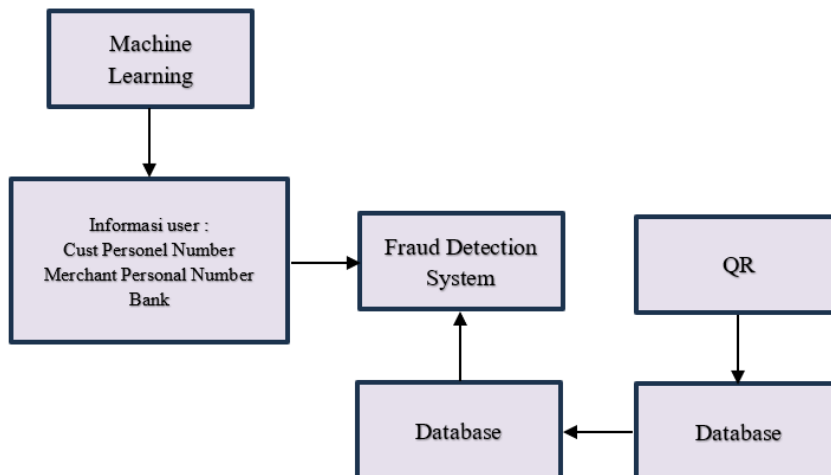 Machine
Learning
Informasi user :
Cust Personel Number
Merchant Personal Number
Bank
Fraud Detection
System
QR
Database
Database